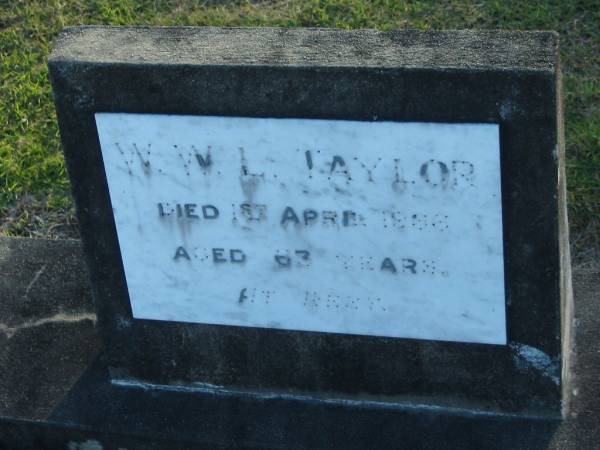 W. W. L. TAYLOR
DIED 1ST APRIL
AGED 63 YEARS.
AT REST.